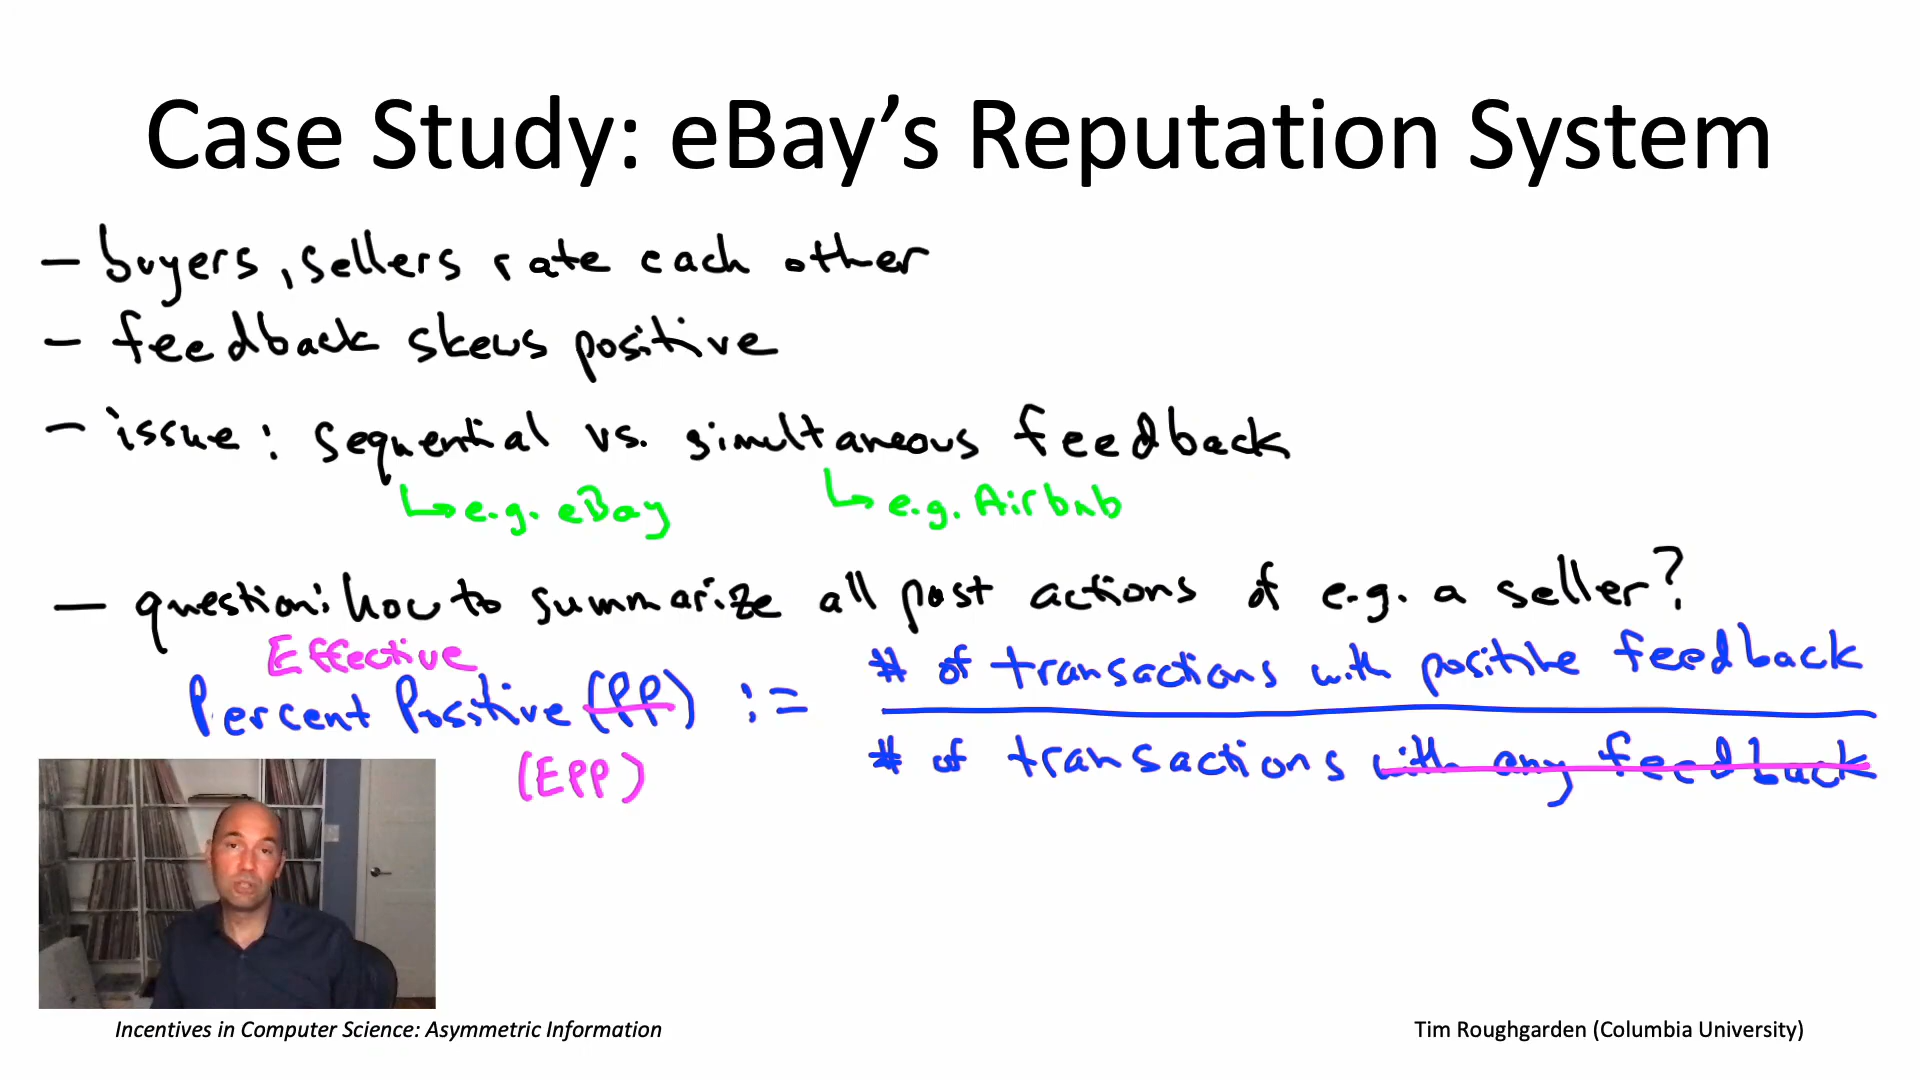 Case Study: eBay's Reputation System
– buyers, sellers rate each other
– feedback skews positive
– issue: sequential vs. simultaneous feedback
↳ e.g. eBay ↳ e.g. Airbnb
– question: how to summarize all past actions of e.g. a seller?
Effective
Percent Positive (PP) := # of transactions with positive feedback
# of transactions with any feedback
(EPP)
Incentives in Computer Science: Asymmetric Information
Tim Roughgarden (Columbia University)